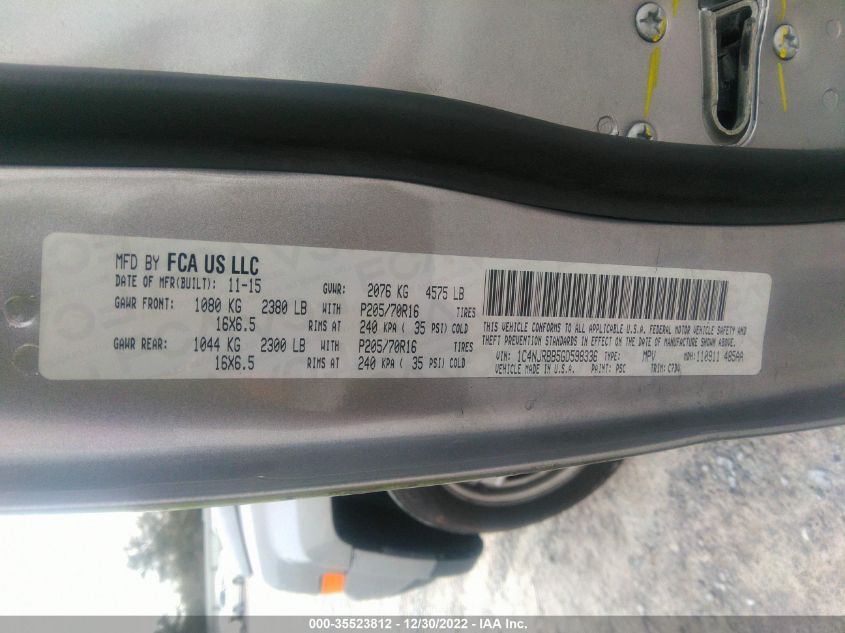 MFD BY FCA US LLC
DATE OF MFR(BUILT): 11-15 GVWR: 2076 KG 4575 LB
GAWR FRONT: 1080 KG 2380 LB WITH P205/70R16 TIRES
16X6.5 RIMS AT 240 KPA ( 35 PSI) COLD
GAWR REAR: 1044 KG 2300 LB WITH P205/70R16 TIRES
16X6.5 RIMS AT 240 KPA ( 35 PSI) COLD
THIS VEHICLE CONFORMS TO ALL APPLICABLE U.S.A. FEDERAL MOTOR VEHICLE SAFETY AND
THEFT PREVENTION STANDARDS IN EFFECT ON THE DATE OF MANUFACTURE SHOWN ABOVE.
VIN: 1C4NJRBB5GD598336 TYPE: MPV MDH: 110911 485AA
VEHICLE MADE IN U.S.A. PAINT: PSC TRIM:
000-35523812 - 12/30/2022 - IAA Inc.